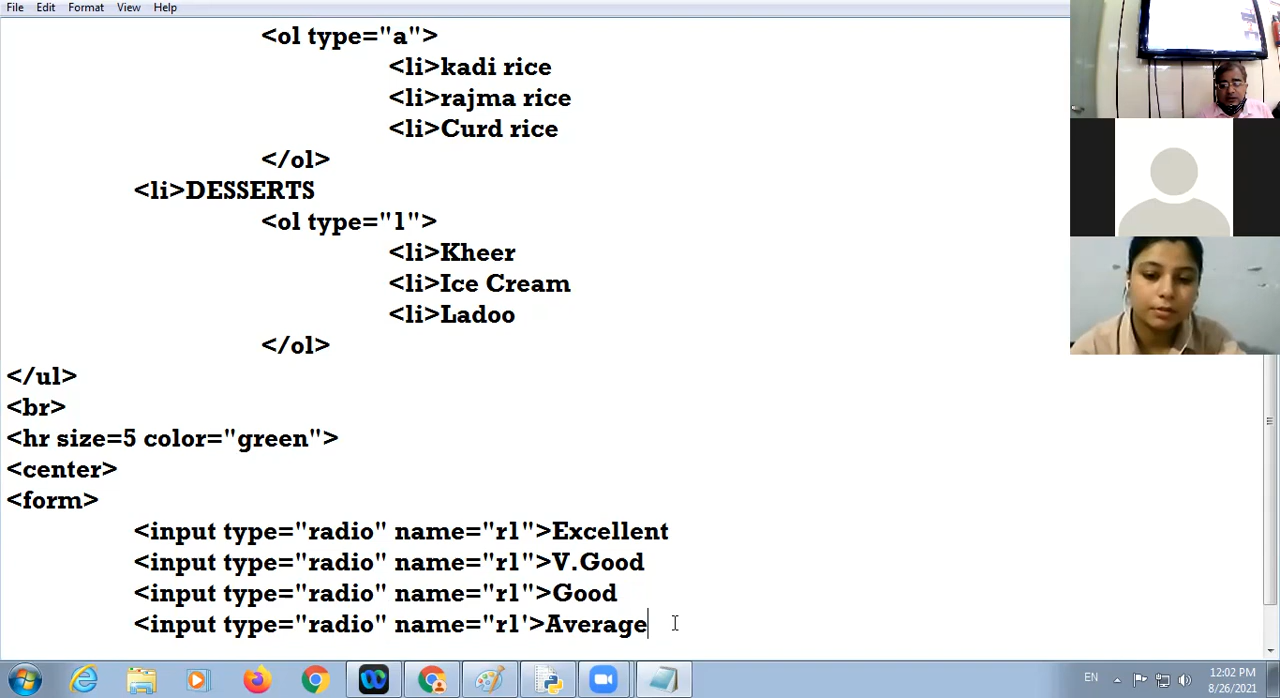 File Edit Format View Help
<ol type="a">
<li>kadi rice
<li>rajma rice
<li>Curd rice
</ol>
<li>DESSERTS
<ol type="1">
<li>Kheer
<li>Ice Cream
<li>Ladoo
</ol>
</ul>
<br>
<hr size=5 color="green">
<center>
<form>
<input type="radio" name="r1">Excellent
<input type="radio" name="r1">V.Good
<input type="radio" name="r1">Good
<input type="radio" name="r1'>Average
EN 12:02 PM
8/26/2021